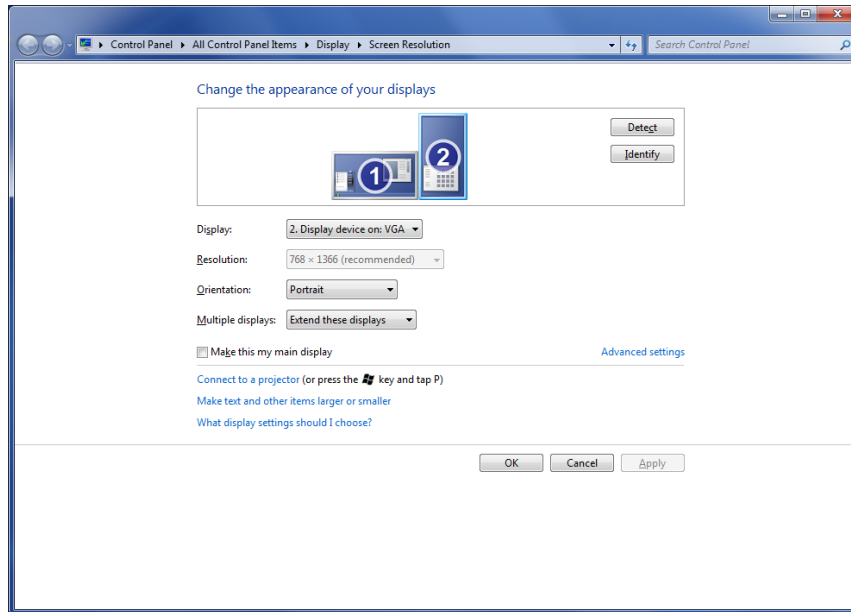 Control Panel ▸ All Control Panel Items ▸ Display ▸ Screen Resolution
Search Control Panel
Change the appearance of your displays
1
2
Detect
Identify
Display: 2. Display device on: VGA
Resolution: 768 × 1366 (recommended)
Orientation: Portrait
Multiple displays: Extend these displays
Make this my main display
Advanced settings
Connect to a projector (or press the key and tap P)
Make text and other items larger or smaller
What display settings should I choose?
OK
Cancel
Apply